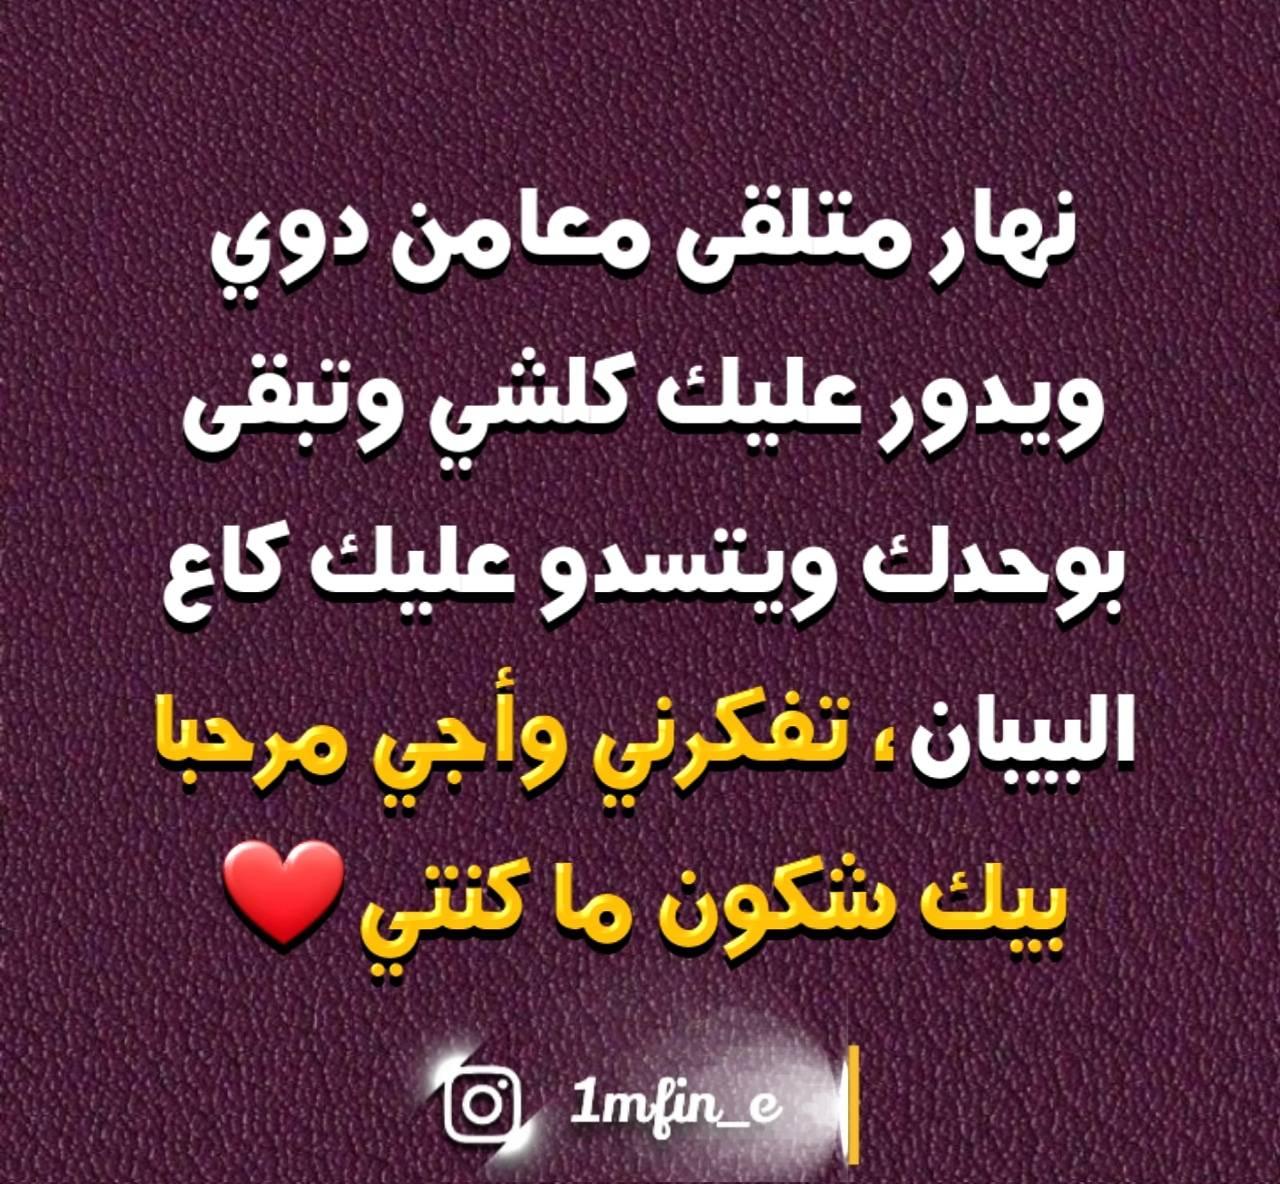 نهار متلقى معامن دوي
ويدور عليك كلشي وتبقى
بوحدك ويتسدو عليك كاع
البيبان ، تفكرني وأجي مرحبا
بيك شكون ما كنتي ❤️
1mfin_e